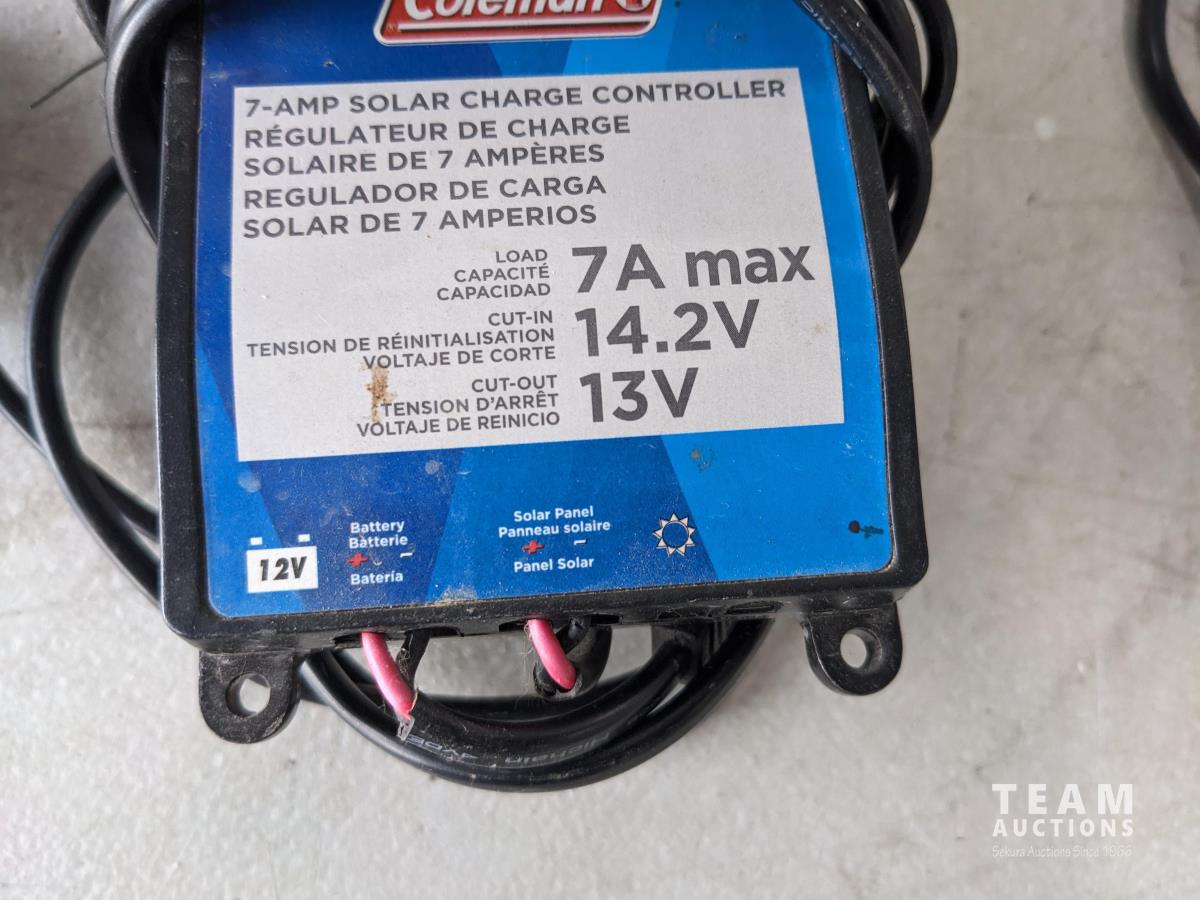 Coleman
7-AMP SOLAR CHARGE CONTROLLER
RÉGULATEUR DE CHARGE
SOLAIRE DE 7 AMPÈRES
REGULADOR DE CARGA
SOLAR DE 7 AMPERIOS
LOAD
CAPACITÉ
CAPACIDAD
7A max
CUT-IN
TENSION DE RÉINITIALISATION
VOLTAJE DE CORTE
14.2V
CUT-OUT
TENSION D'ARRÊT
VOLTAJE DE REINICIO
13V
12V
Battery
Bàtterie
+ -
Batería
Solar Panel
Panneau solaire
+ -
Panel Solar
TEAM
AUCTIONS
Sekura Auctions Since 1966